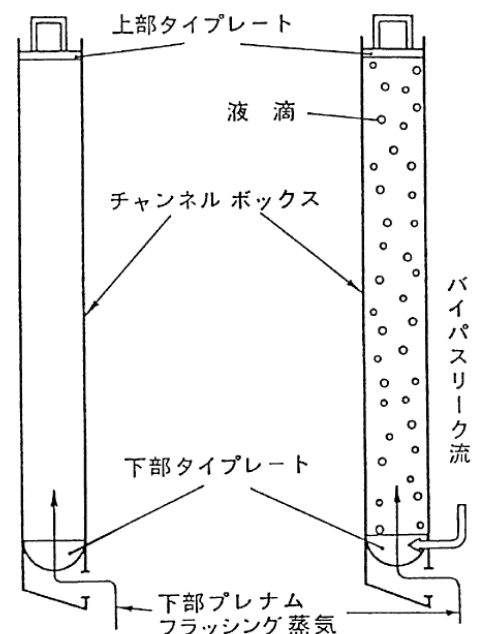 上部タイプレート
液滴
チャンネルボックス
バイパスリーク流
下部タイプレート
下部プレナム
フラッシング蒸気